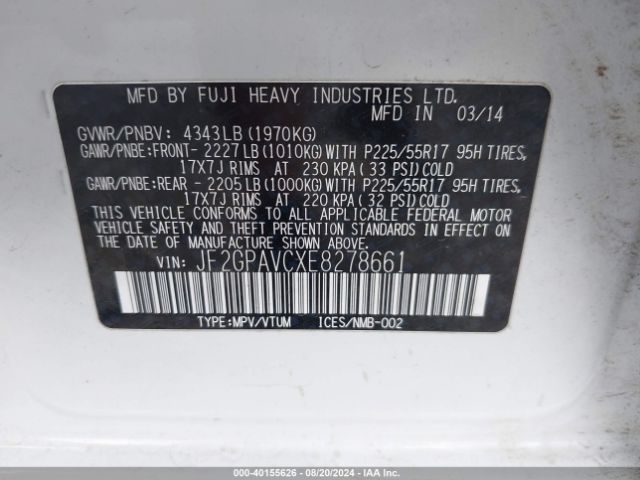 MFD BY FUJI HEAVY INDUSTRIES LTD.
MFD IN 03/14
GVWR/PNBV: 4343LB(1970KG)
GAWR/PNBE:FRONT- 2227LB(1010KG)WITH P225/55R17 95H TIRES,
17X7J RIMS AT 230 KPA(33 PSI)COLD
GAWR/PNBE:REAR - 2205LB(1000KG)WITH P225/55R17 95H TIRES,
17X7J RIMS AT 220 KPA(32 PSI)COLD
THIS VEHICLE CONFORMS TO ALL APPLICABLE FEDERAL MOTOR
VEHICLE SAFETY AND THEFT PREVENTION STANDARDS IN EFFECT
ON THE DATE OF MANUFACTURE SHOWN ABOVE.
VIN: JF2GPAVCXE8278661
TYPE:MPV/VTUM ICES/NMB-002
000-40155626 - 08/20/2024 - IAAI.COM